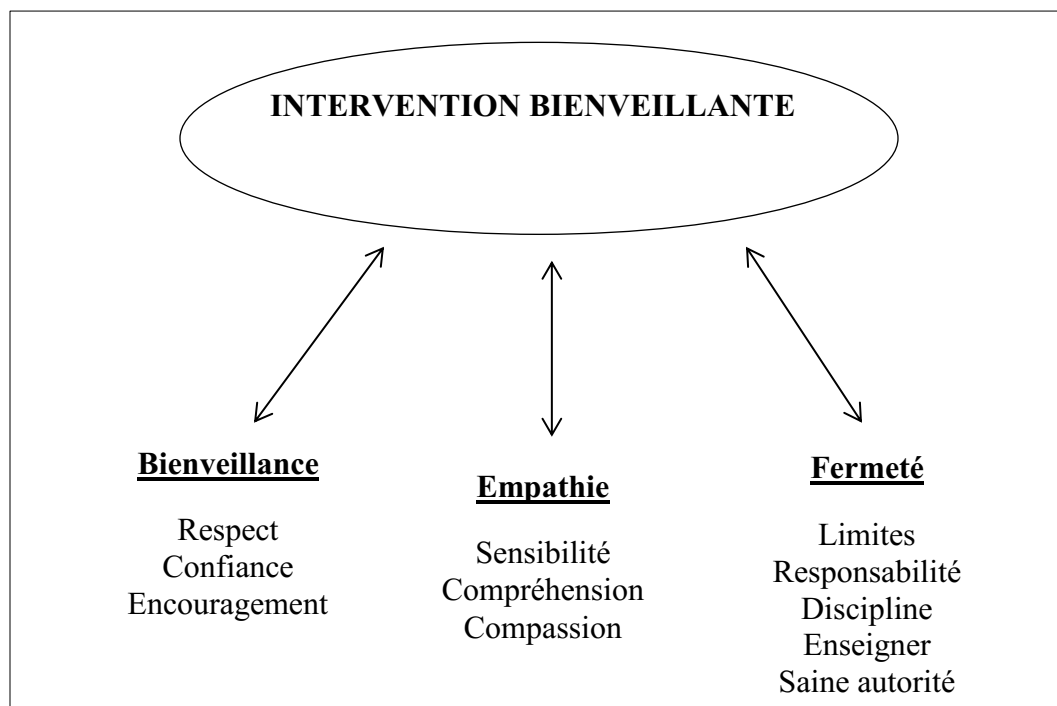 INTERVENTION BIENVEILLANTE
Bienveillance
Respect
Confiance
Encouragement
Empathie
Sensibilité
Compréhension
Compassion
Fermeté
Limites
Responsabilité
Discipline
Enseigner
Saine autorité